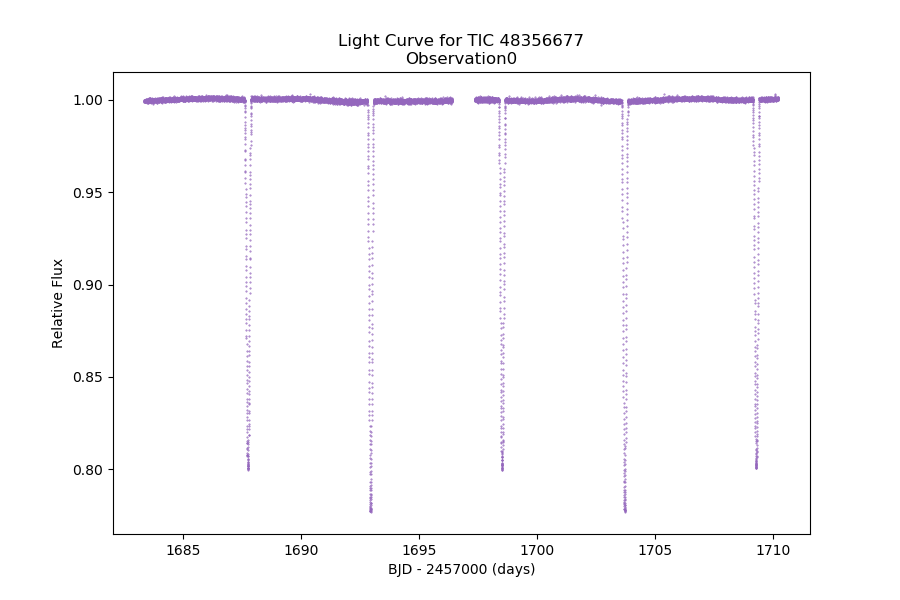 Light Curve for TIC 48356677
Observation0
1.00
0.95
0.90
0.85
0.80
Relative Flux
1685
1690
1695
1700
1705
1710
BJD - 2457000 (days)